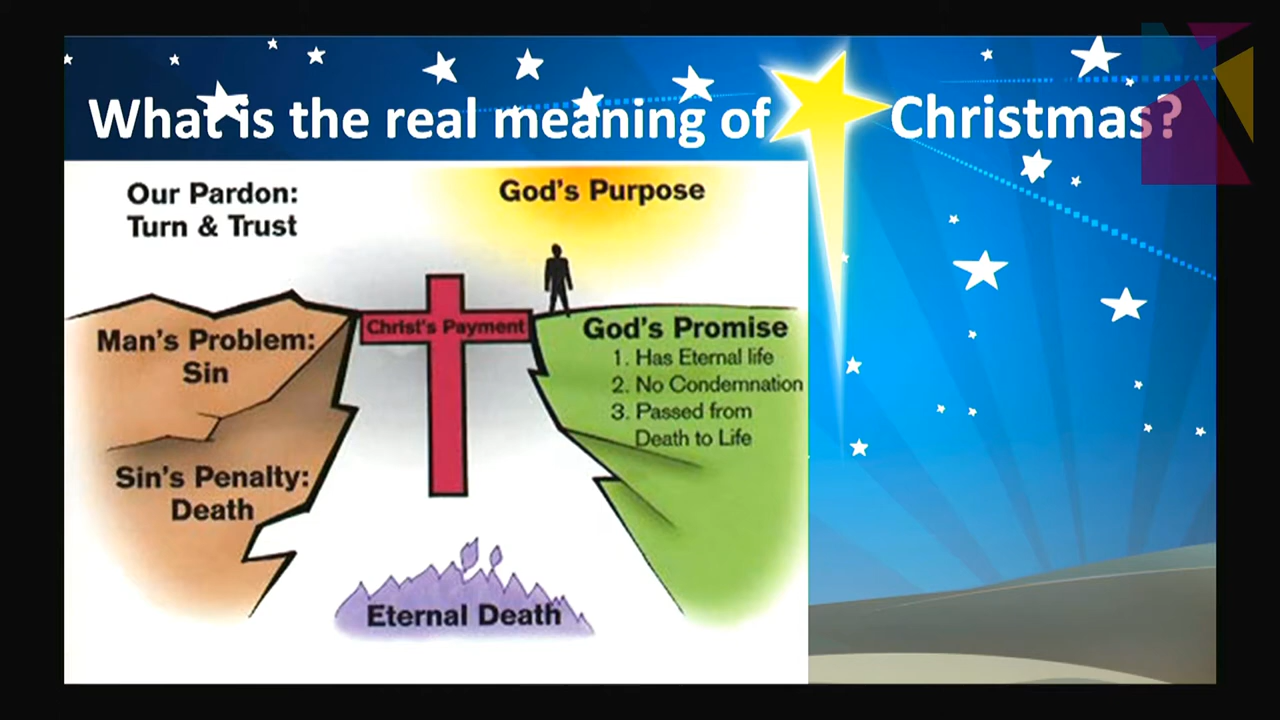 What is the real meaning of Christmas?
Our Pardon:
Turn & Trust
God's Purpose
Christ's Payment
Man's Problem:
Sin
God's Promise
1. Has Eternal life
2. No Condemnation
3. Passed from
Death to Life
Sin's Penalty:
Death
Eternal Death